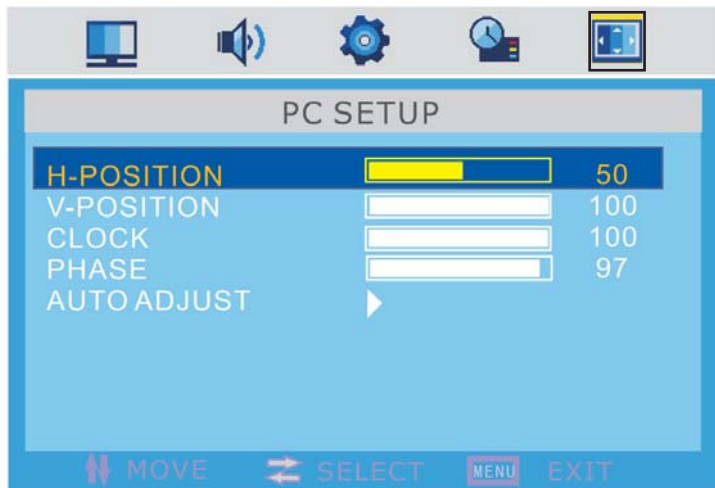 PC SETUP
H-POSITION 50
V-POSITION 100
CLOCK 100
PHASE 97
AUTO ADJUST
MOVE SELECT MENU EXIT